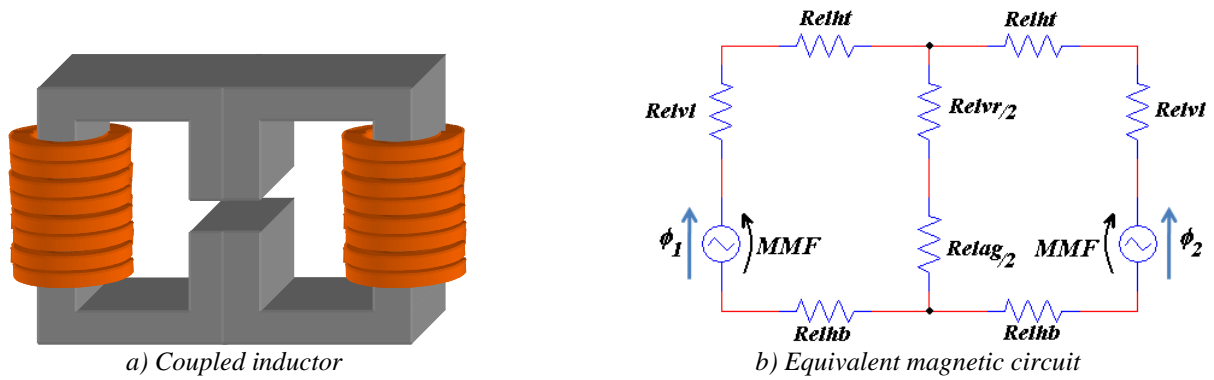 Relht
Relht
Relvl
Relvr/2
Relvl
ϕ1
MMF
Relag/2
MMF
ϕ2
Relhb
Relhb
a) Coupled inductor
b) Equivalent magnetic circuit